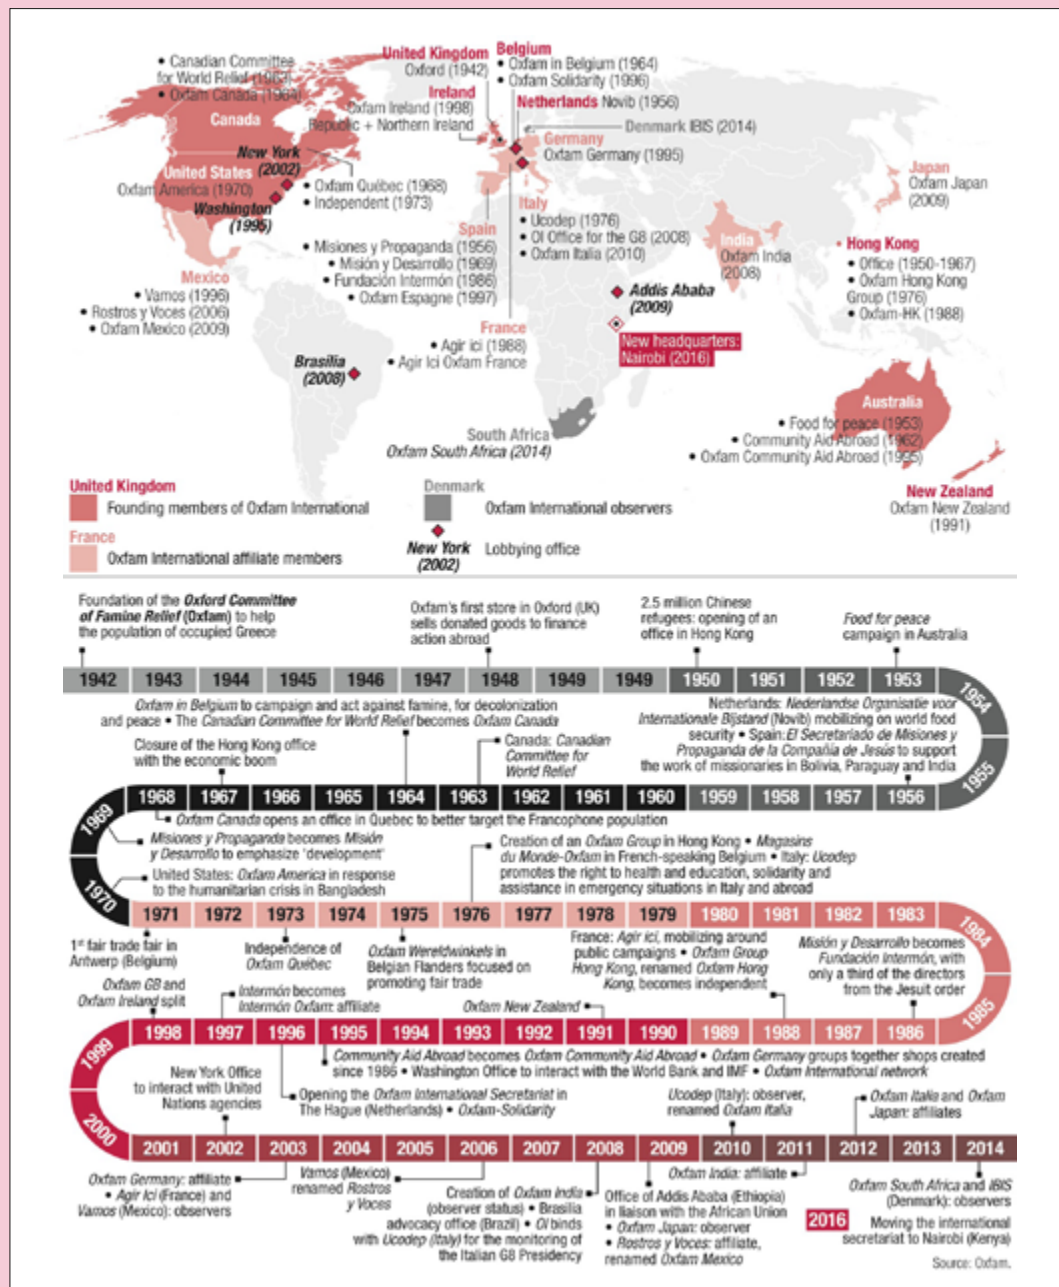 • Canadian Committee
for World Relief (1963)
• Oxfam Canada (1964)
Canada
United Kingdom
Oxford (1942)
Ireland
Oxfam Ireland (1998)
Republic + Northern Ireland
Belgium
• Oxfam in Belgium (1964)
• Oxfam Solidarity (1996)
Netherlands Novib (1956)
Denmark IBIS (2014)
Germany
Oxfam Germany (1995)
New York
(2002)
United States
Oxfam America (1970)
Washington
(1995)
• Oxfam Québec (1968)
• Independent (1973)
Japan
Oxfam Japan
(2009)
Italy
• Ucodep (1976)
• OI Office for the G8 (2008)
• Oxfam Italia (2010)
Spain
• Misiones y Propaganda (1956)
• Misión y Desarrollo (1969)
• Fundación Intermón (1986)
• Oxfam Espagne (1997)
India
Oxfam India
(2008)
Hong Kong
• Office (1950-1967)
• Oxfam Hong Kong
Group (1976)
• Oxfam-HK (1988)
Mexico
• Vamos (1996)
• Rostros y Voces (2006)
• Oxfam Mexico (2009)
Addis Ababa
(2009)
New headquarters:
Nairobi (2016)
France
• Agir ici (1988)
• Agir Ici Oxfam France
Brasília
(2008)
Australia
• Food for peace (1953)
• Community Aid Abroad (1962)
• Oxfam Community Aid Abroad (1995)
South Africa
Oxfam South Africa (2014)
New Zealand
Oxfam New Zealand
(1991)
United Kingdom
Founding members of Oxfam International
France
Oxfam International affiliate members
Denmark
Oxfam International observers
New York
(2002)
Lobbying office
Foundation of the Oxford Committee
of Famine Relief (Oxfam) to help
the population of occupied Greece
Oxfam's first store in Oxford (UK)
sells donated goods to finance
action abroad
2.5 million Chinese
refugees: opening of an
office in Hong Kong
Food for peace
campaign in Australia
1942 1943 1944 1945 1946 1947 1948 1949 1949 1950 1951 1952 1953
1954
1955
Oxfam in Belgium to campaign and act against famine, for decolonization
and peace • The Canadian Committee for World Relief becomes Oxfam Canada
Closure of the Hong Kong office
with the economic boom
• Canada: Canadian
Committee for
World Relief
Netherlands: Nederlandse Organisatie voor
Internationale Bijstand (Novib) mobilizing on world food
security • Spain: El Secretariado de Misiones y
Propaganda de la Compañía de Jesús to support
the work of missionaries in Bolivia, Paraguay and India
1968 1967 1966 1965 1964 1963 1962 1961 1960 1959 1958 1957 1956
1969
1970
Oxfam Canada opens an office in Quebec to better target the Francophone population
Misiones y Propaganda becomes Misión
y Desarrollo to emphasize 'development'
United States: Oxfam America in response
to the humanitarian crisis in Bangladesh
Creation of an Oxfam Group in Hong Kong • Magasins
du Monde-Oxfam in French-speaking Belgium • Italy: Ucodep
promotes the right to health and education, solidarity and
assistance in emergency situations in Italy and abroad
1971 1972 1973 1974 1975 1976 1977 1978 1979 1980 1981 1982 1983
1984
1985
1st fair trade fair in
Antwerp (Belgium)
Independence of
Oxfam Québec
Oxfam Wereldwinkels in
Belgian Flanders focused on
promoting fair trade
France: Agir ici, mobilizing around
public campaigns • Oxfam Group
Hong Kong, renamed Oxfam Hong
Kong, becomes independent
Misión y Desarrollo becomes
Fundación Intermón, with
only a third of the directors
from the Jesuit order
Oxfam GB and
Oxfam Ireland split
Intermón becomes
Intermón Oxfam: affiliate
Oxfam New Zealand
1998 1997 1996 1995 1994 1993 1992 1991 1990 1989 1988 1987 1986
1999
2000
Community Aid Abroad becomes Oxfam Community Aid Abroad • Oxfam Germany groups together shops created
since 1986 • Washington Office to interact with the World Bank and IMF • Oxfam International network
New York Office
to interact with United
Nations agencies
Opening the Oxfam International Secretariat in
The Hague (Netherlands) • Oxfam-Solidarity
Ucodep (Italy): observer,
renamed Oxfam Italia
Oxfam Italia and Oxfam
Japan: affiliates
2001 2002 2003 2004 2005 2006 2007 2008 2009 2010 2011 2012 2013 2014
Oxfam Germany: affiliate
• Agir Ici (France) and
Vamos (Mexico): observers
Vamos (Mexico)
renamed Rostros
y Voces
Creation of Oxfam India
(observer status) • Brasilia
advocacy office (Brazil) • OI binds
with Ucodep (Italy) for the monitoring of
the Italian G8 Presidency
Office of Addis Ababa (Ethiopia)
in liaison with the African Union
• Oxfam Japan: observer
• Rostros y Voces: affiliate,
renamed Oxfam Mexico
Oxfam India: affiliate
Oxfam South Africa and IBIS
(Denmark): observers
2016
Moving the international
secretariat to Nairobi (Kenya)
Source: Oxfam.